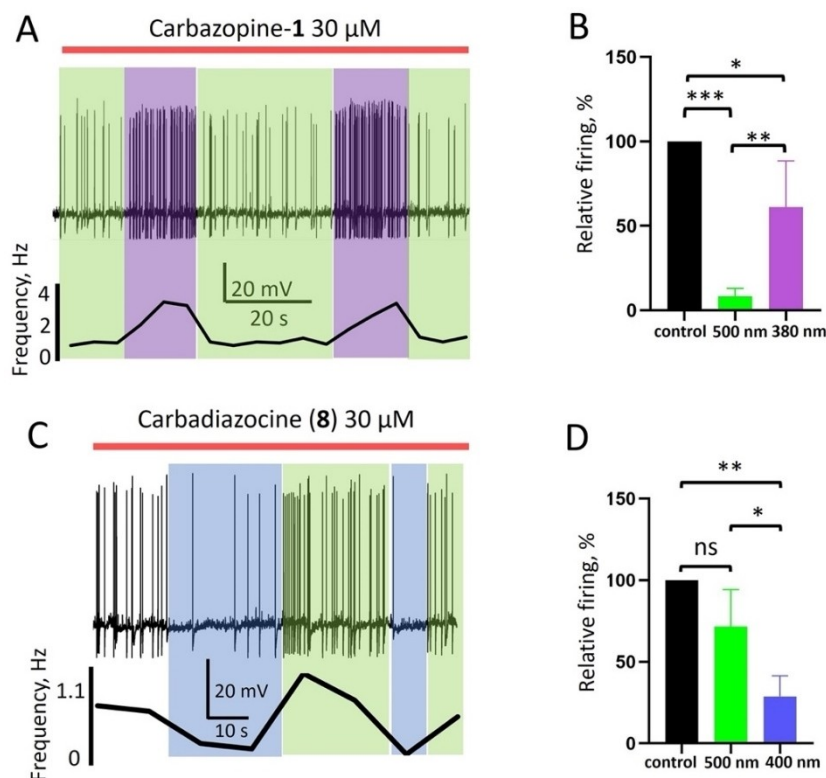 A
Carbazopine-1 30 µM
Frequency, Hz
4
2
0
20 mV
20 s
B
Relative firing, %
150
100
50
0
*
***
**
control 500 nm 380 nm
C
Carbadiazocine (8) 30 µM
Frequency, Hz
1.1
0
20 mV
10 s
D
Relative firing, %
150
100
50
0
**
*
ns
control 500 nm 400 nm